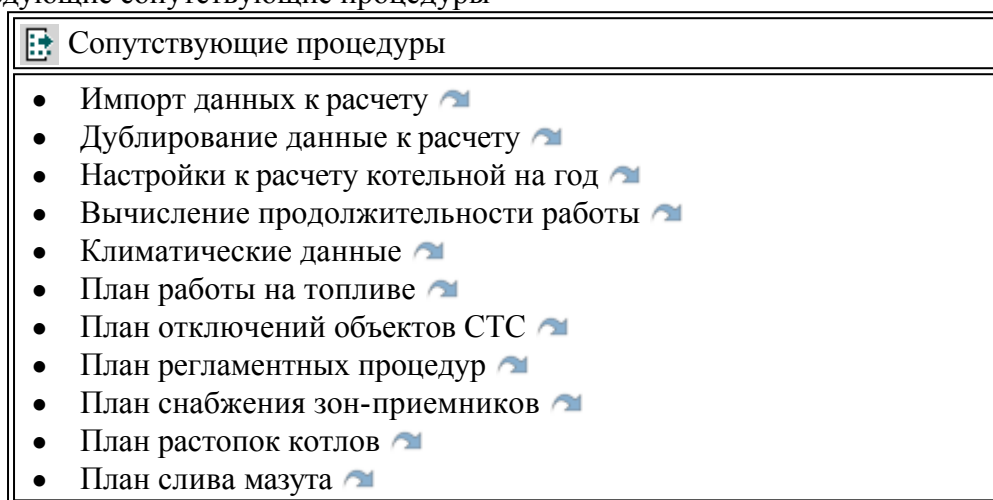 сопутствующие процедуры
Сопутствующие процедуры
• Импорт данных к расчету
• Дублирование данные к расчету
• Настройки к расчету котельной на год
• Вычисление продолжительности работы
• Климатические данные
• План работы на топливе
• План отключений объектов СТС
• План регламентных процедур
• План снабжения зон-приемников
• План растопок котлов
• План слива мазута